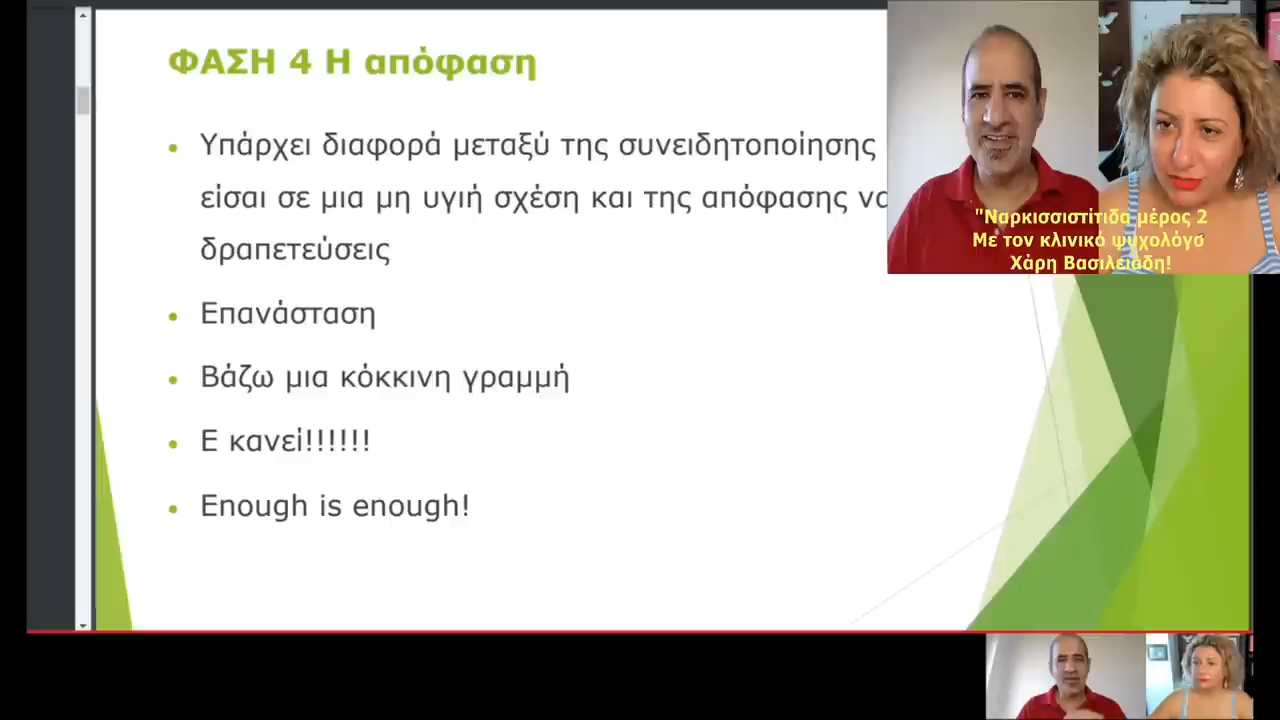 ΦΑΣΗ 4 Η απόφαση
Υπάρχει διαφορά μεταξύ της συνειδητοποίησης
είσαι σε μια μη υγιή σχέση και της απόφασης να
δραπετεύσεις
Επανάσταση
Βάζω μια κόκκινη γραμμή
Ε κανεί!!!!!!
Enough is enough!
"Ναρκισσιστίτιδα μέρος 2
Με τον κλινικό ψυχολόγο
Χάρη Βασιλειάδη!